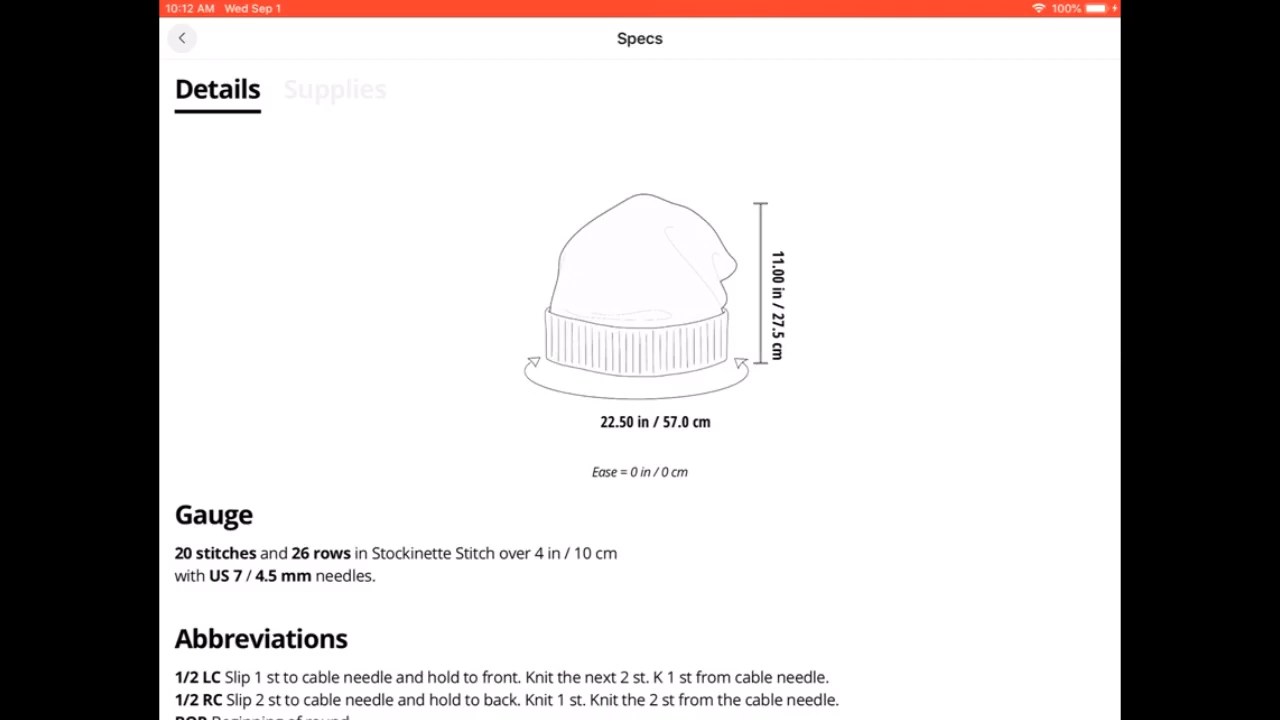 10:12 AM Wed Sep 1
100%
Specs
Details Supplies
11.00 in / 27.5 cm
22.50 in / 57.0 cm
Ease = 0 in / 0 cm
Gauge
20 stitches and 26 rows in Stockinette Stitch over 4 in / 10 cm
with US 7 / 4.5 mm needles.
Abbreviations
1/2 LC Slip 1 st to cable needle and hold to front. Knit the next 2 st. K 1 st from cable needle.
1/2 RC Slip 2 st to cable needle and hold to back. Knit 1 st. Knit the 2 st from the cable needle.
BOR Beginning of round